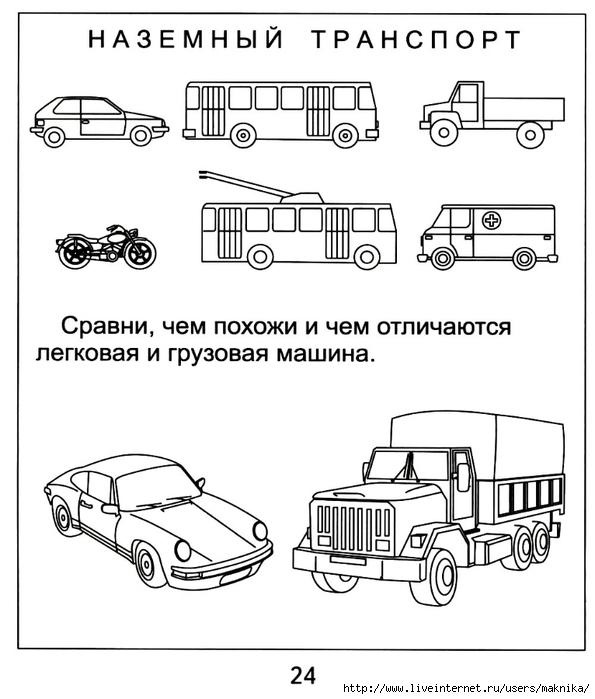 НАЗЕМНЫЙ ТРАНСПОРТ
Сравни, чем похожи и чем отличаются
легковая и грузовая машина.
24
http://www.liveinternet.ru/users/maknika/